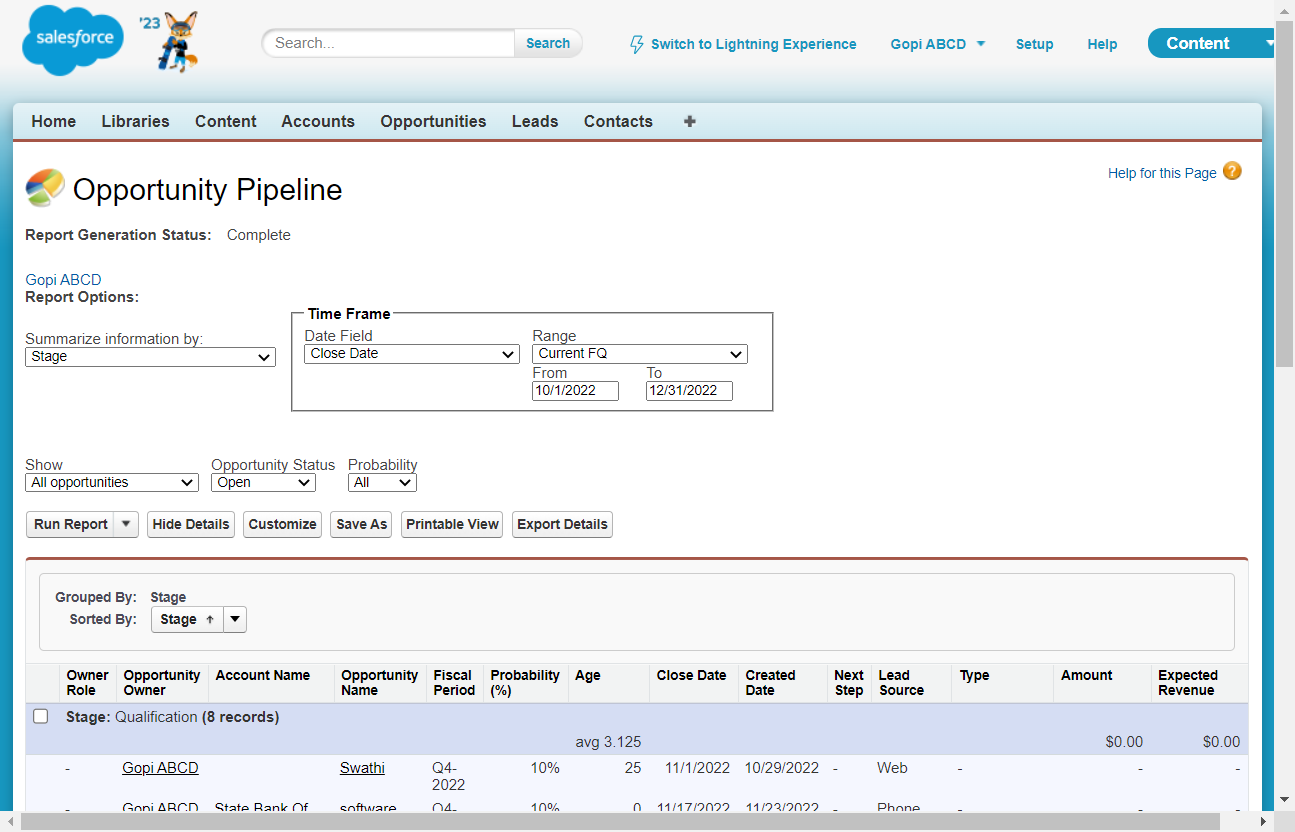 salesforce
'23
Search...
Search
Switch to Lightning Experience
Gopi ABCD
Setup
Help
Content
Home Libraries Content Accounts Opportunities Leads Contacts
Help for this Page ?
Opportunity Pipeline
Report Generation Status: Complete
Gopi ABCD
Report Options:
Summarize information by:
Stage
Time Frame
Date Field Range
Close Date Current FQ
From To
10/1/2022 12/31/2022
Show Opportunity Status Probability
All opportunities Open All
Run Report Hide Details Customize Save As Printable View Export Details
Grouped By: Stage
Sorted By: Stage ↑
Owner Opportunity Account Name Opportunity Fiscal Probability Age Close Date Created Next Lead Type Amount Expected
Role Owner Name Period (%) Date Step Source Revenue
Stage: Qualification (8 records)
avg 3.125 $0.00 $0.00
- Gopi ABCD Swathi Q4- 10% 25 11/1/2022 10/29/2022 - Web - - -
2022
- Gopi ABCD State Bank Of software Q4- 10% 0 11/17/2022 11/23/2022 - Phone - - -